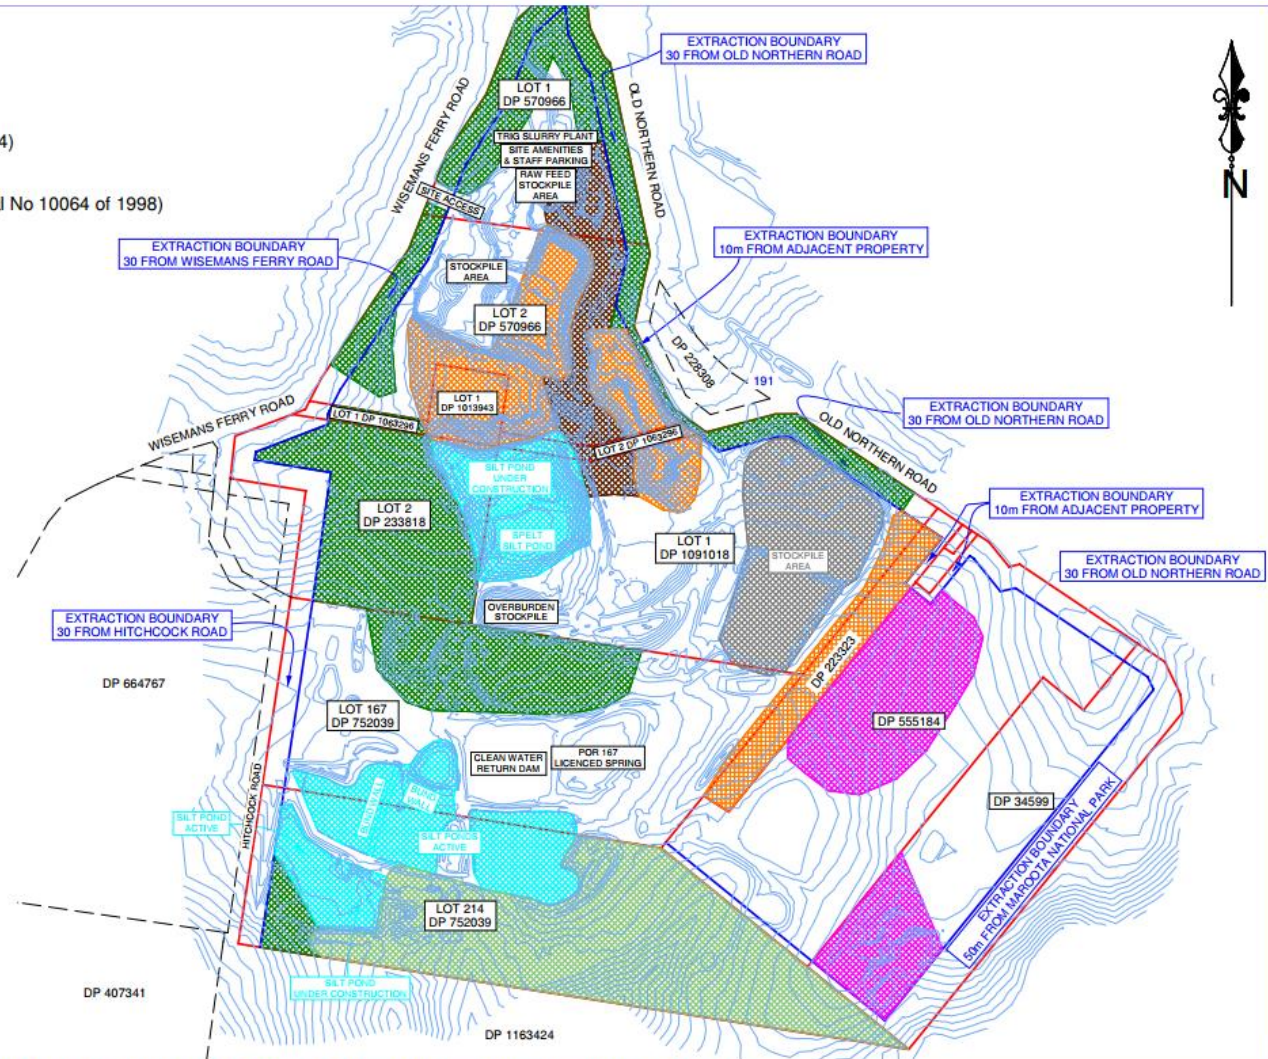 EXTRACTION BOUNDARY
30 FROM OLD NORTHERN ROAD
LOT 1
DP 570966
4)
WISEMANS FERRY ROAD
OLD NORTHERN ROAD
N
TRIG SLURRY PLANT
SITE AMENITIES
& STAFF PARKING
RAW FEED
STOCKPILE
AREA
SITE ACCESS
l No 10064 of 1998)
EXTRACTION BOUNDARY
10m FROM ADJACENT PROPERTY
EXTRACTION BOUNDARY
30 FROM WISEMANS FERRY ROAD
STOCKPILE
AREA
LOT 2
DP 570966
DP 228308
191
LOT 1
DP 1013943
WISEMANS FERRY ROAD
LOT 1 DP 1063296
LOT 2 DP 1063296
EXTRACTION BOUNDARY
30 FROM OLD NORTHERN ROAD
OLD NORTHERN ROAD
SILT POND
UNDER
CONSTRUCTION
EXTRACTION BOUNDARY
10m FROM ADJACENT PROPERTY
LOT 2
DP 233818
SPELT
SILT POND
LOT 1
DP 1091018
STOCKPILE
AREA
EXTRACTION BOUNDARY
30 FROM OLD NORTHERN ROAD
OVERBURDEN
STOCKPILE
EXTRACTION BOUNDARY
30 FROM HITCHCOCK ROAD
DP 223323
DP 664767
LOT 167
DP 752039
DP 555184
CLEAN WATER
RETURN DAM
POR 167
LICENCED SPRING
HITCHCOCK ROAD
BUND WALL
BUND
WALL
DP 34599
SILT POND
ACTIVE
SILT PONDS
ACTIVE
EXTRACTION BOUNDARY
50m FROM MAROOTA NATIONAL PARK
LOT 214
DP 752039
SILT POND
UNDER CONSTRUCTION
DP 407341
DP 1163424